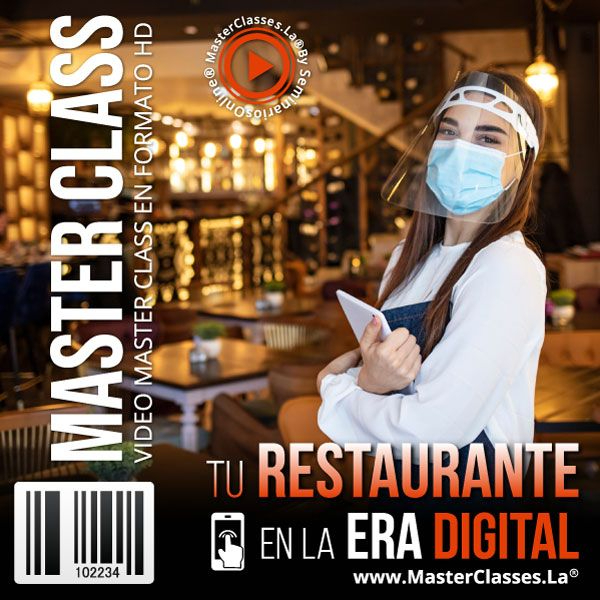 MasterClasses.La® By SeminariosOnline®
MASTER CLASS
VIDEO MASTER CLASS EN FORMATO HD
TU RESTAURANTE
EN LA ERA DIGITAL
102234
www.MasterClasses.La®